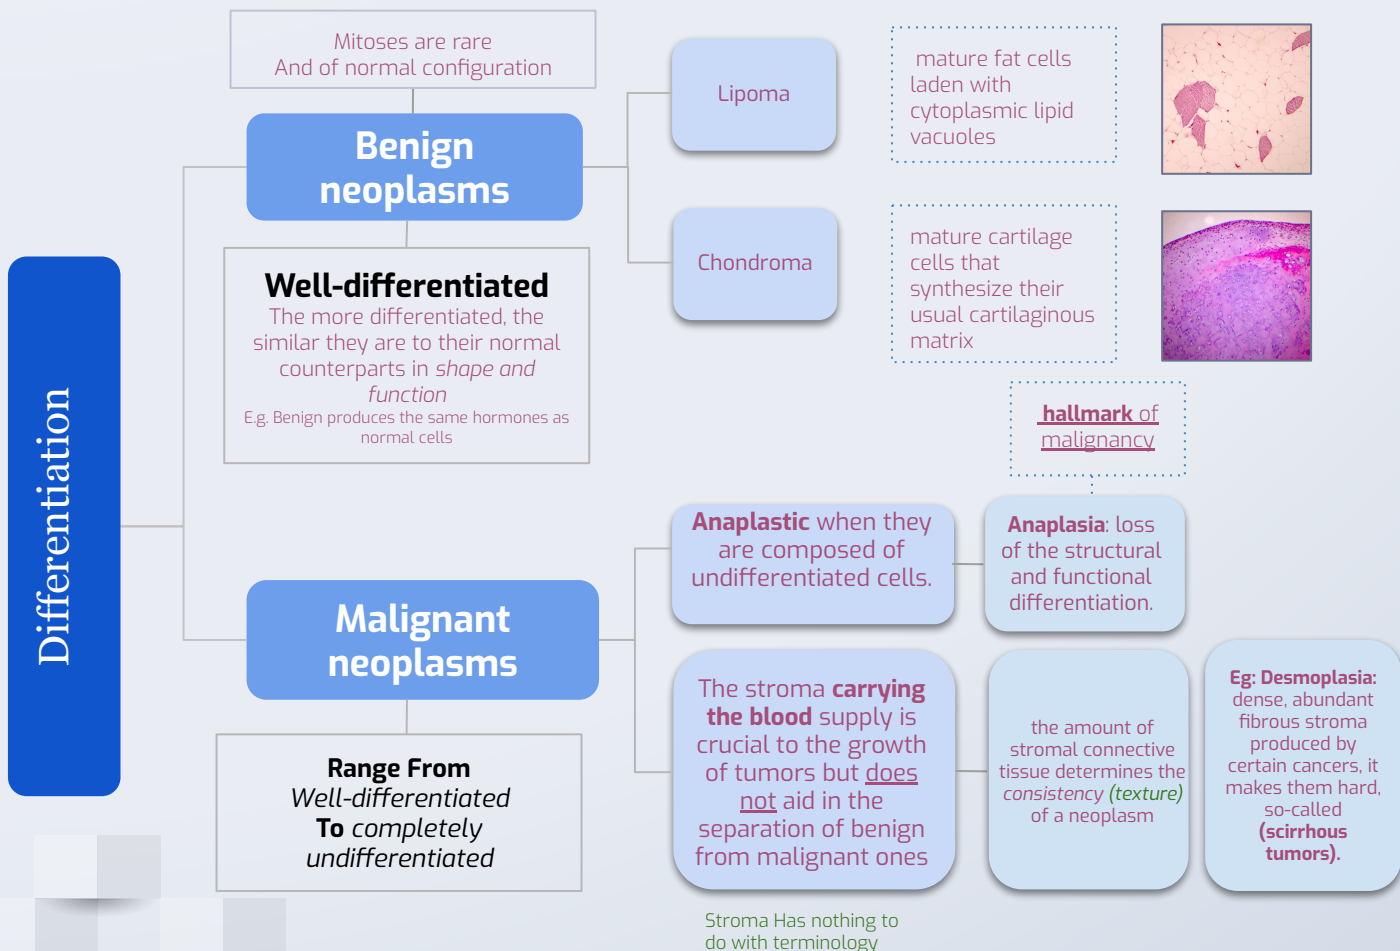 Differentiation
Mitoses are rare
And of normal configuration
Benign
neoplasms
Well-differentiated
The more differentiated, the
similar they are to their normal
counterparts in shape and
function
E.g. Benign produces the same hormones as
normal cells
Lipoma
mature fat cells
laden with
cytoplasmic lipid
vacuoles
Chondroma
mature cartilage
cells that
synthesize their
usual cartilaginous
matrix
Malignant
neoplasms
Range From
Well-differentiated
To completely
undifferentiated
Anaplastic when they
are composed of
undifferentiated cells.
hallmark of
malignancy
Anaplasia: loss
of the structural
and functional
differentiation.
The stroma carrying
the blood supply is
crucial to the growth
of tumors but does
not aid in the
separation of benign
from malignant ones
the amount of
stromal connective
tissue determines the
consistency (texture)
of a neoplasm
Eg: Desmoplasia:
dense, abundant
fibrous stroma
produced by
certain cancers, it
makes them hard,
so-called
(scirrhous
tumors).
Stroma Has nothing to
do with terminology